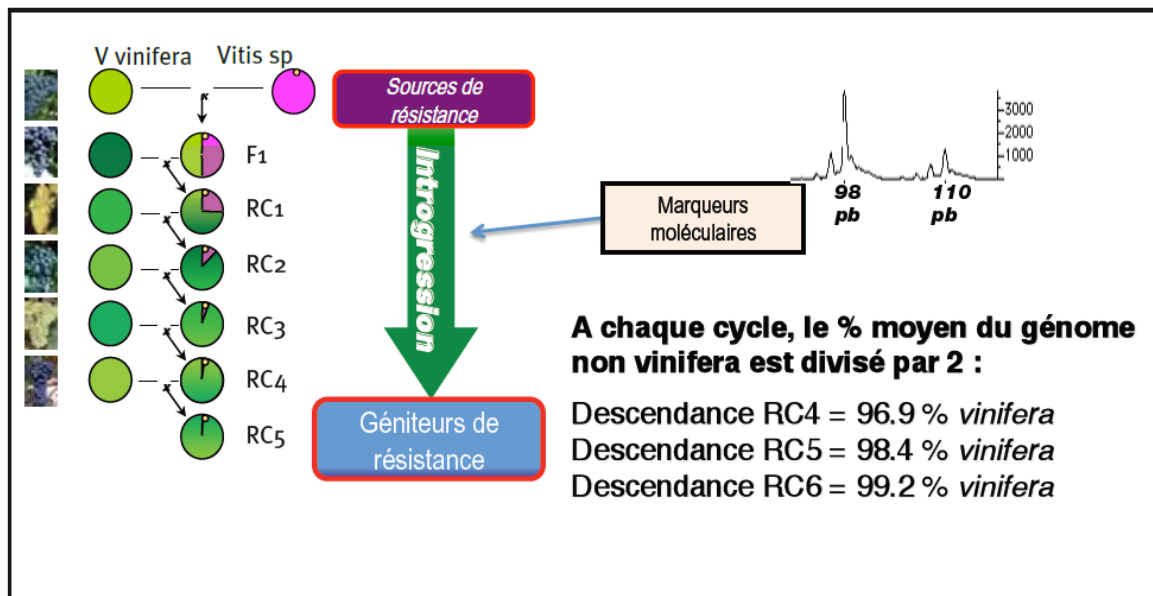 V vinifera Vitis sp
Sources de
résistance
F1
RC1
RC2
RC3
RC4
RC5
Introgression
Marqueurs
moléculaires
3000
2000
1000
98 110
pb pb
Géniteurs de
résistance
A chaque cycle, le % moyen du génome
non vinifera est divisé par 2 :
Descendance RC4 = 96.9 % vinifera
Descendance RC5 = 98.4 % vinifera
Descendance RC6 = 99.2 % vinifera